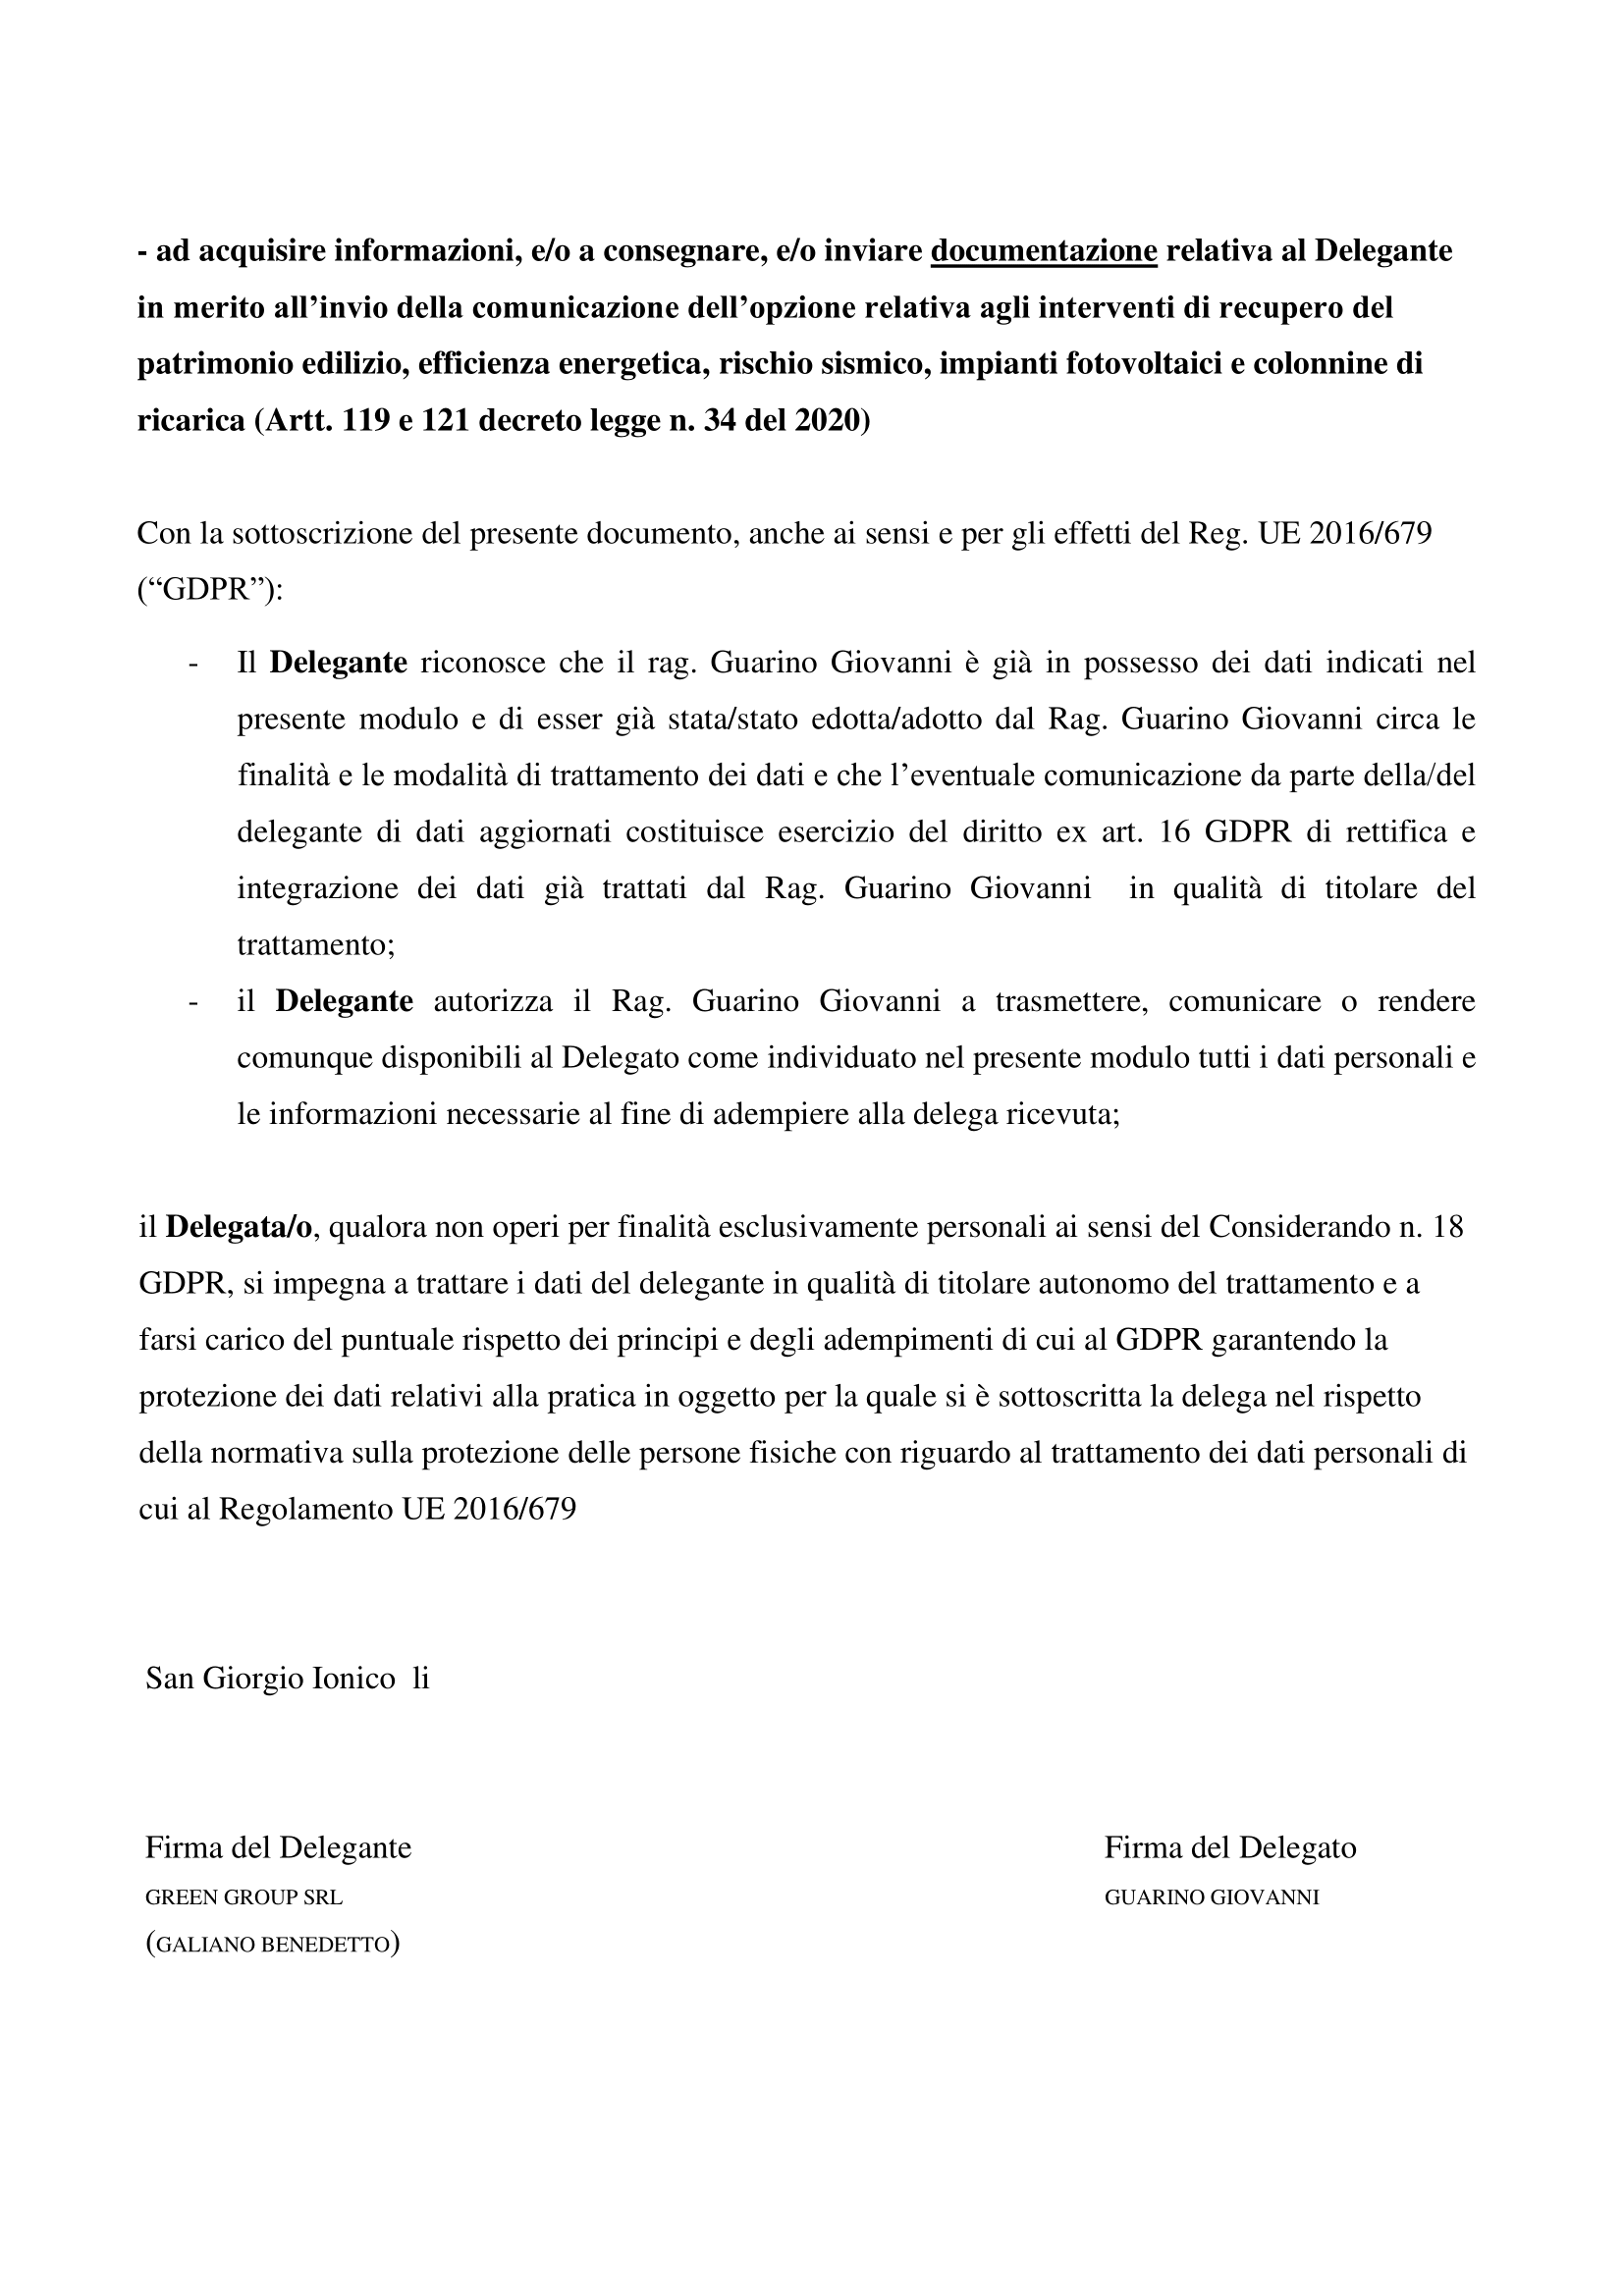 - ad acquisire informazioni, e/o a consegnare, e/o inviare documentazione relativa al Delegante
in merito all’invio della comunicazione dell’opzione relativa agli interventi di recupero del
patrimonio edilizio, efficienza energetica, rischio sismico, impianti fotovoltaici e colonnine di
ricarica (Artt. 119 e 121 decreto legge n. 34 del 2020)
Con la sottoscrizione del presente documento, anche ai sensi e per gli effetti del Reg. UE 2016/679
(“GDPR”):
- Il Delegante riconosce che il rag. Guarino Giovanni è già in possesso dei dati indicati nel
presente modulo e di esser già stata/stato edotta/adotto dal Rag. Guarino Giovanni circa le
finalità e le modalità di trattamento dei dati e che l’eventuale comunicazione da parte della/del
delegante di dati aggiornati costituisce esercizio del diritto ex art. 16 GDPR di rettifica e
integrazione dei dati già trattati dal Rag. Guarino Giovanni in qualità di titolare del
trattamento;
- il Delegante autorizza il Rag. Guarino Giovanni a trasmettere, comunicare o rendere
comunque disponibili al Delegato come individuato nel presente modulo tutti i dati personali e
le informazioni necessarie al fine di adempiere alla delega ricevuta;
il Delegata/o, qualora non operi per finalità esclusivamente personali ai sensi del Considerando n. 18
GDPR, si impegna a trattare i dati del delegante in qualità di titolare autonomo del trattamento e a
farsi carico del puntuale rispetto dei principi e degli adempimenti di cui al GDPR garantendo la
protezione dei dati relativi alla pratica in oggetto per la quale si è sottoscritta la delega nel rispetto
della normativa sulla protezione delle persone fisiche con riguardo al trattamento dei dati personali di
cui al Regolamento UE 2016/679
San Giorgio Ionico li
Firma del Delegante Firma del Delegato
GREEN GROUP SRL GUARINO GIOVANNI
(GALIANO BENEDETTO)